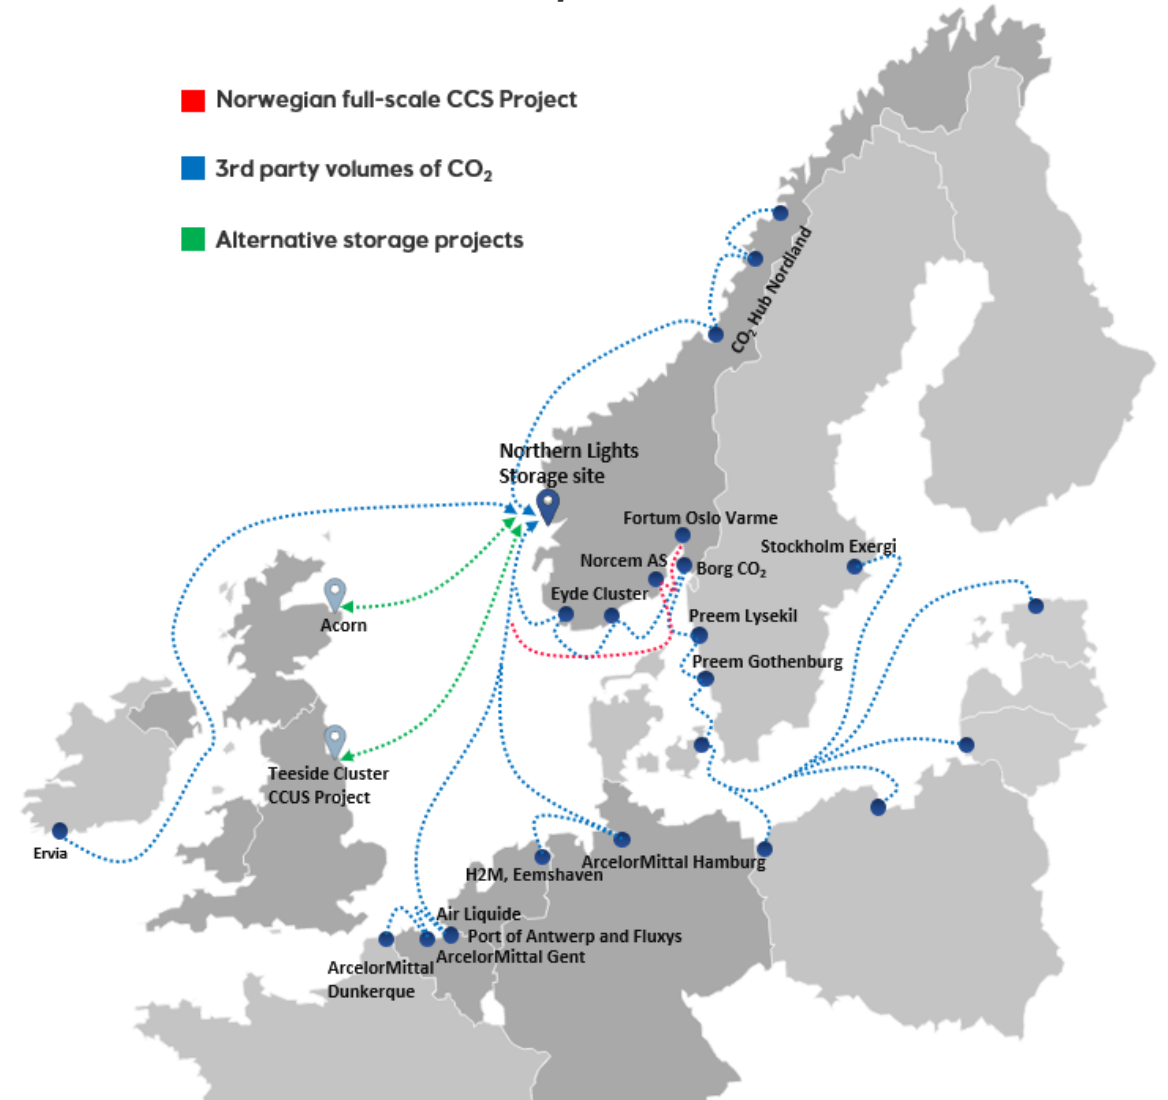 Norwegian full-scale CCS Project
3rd party volumes of CO₂
Alternative storage projects
CO₂ Hub Nordland
Northern Lights
Storage site
Fortum Oslo Varme
Stockholm Exergi
Norcem AS
Borg CO₂
Eyde Cluster
Acorn
Preem Lysekil
Preem Gothenburg
Teeside Cluster
CCUS Project
Ervia
ArcelorMittal Hamburg
H2M, Eemshaven
Air Liquide
Port of Antwerp and Fluxys
ArcelorMittal Gent
ArcelorMittal
Dunkerque